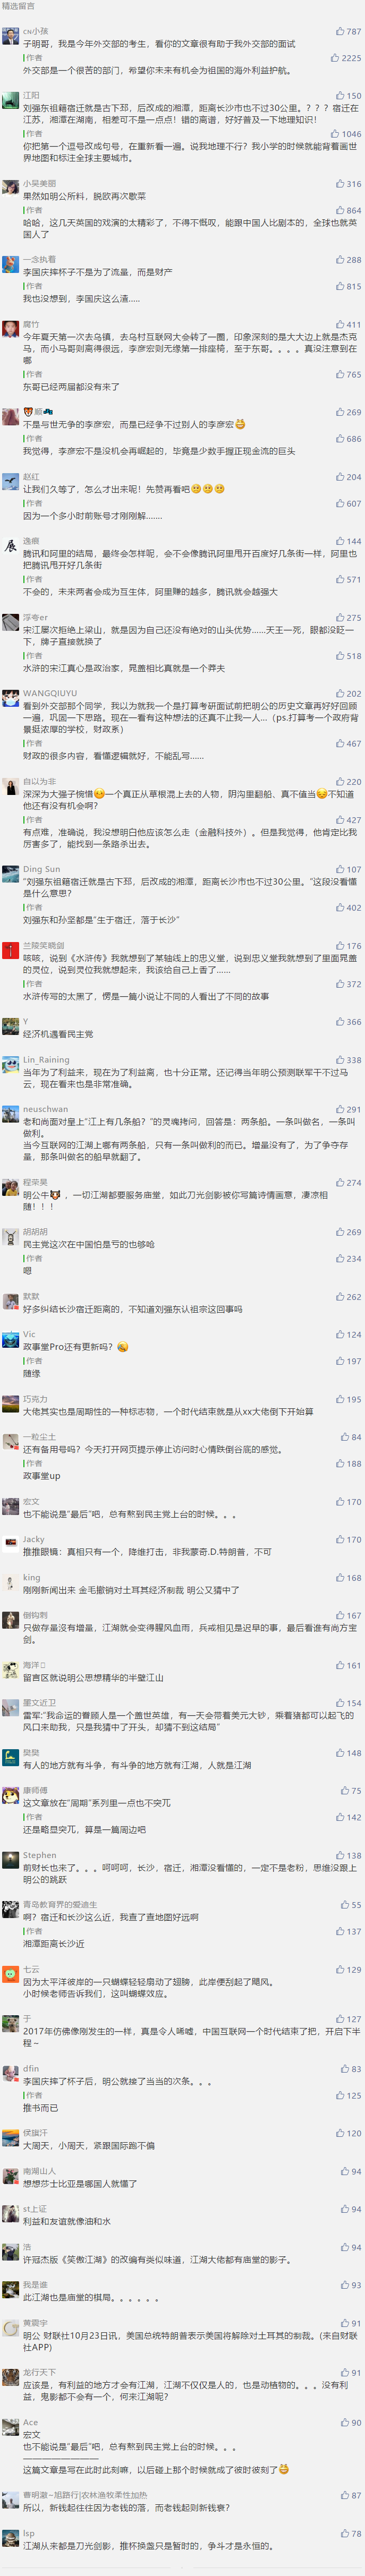 精选留言
CN小孩
787
子明哥，我是今年外交部的考生，看你的文章很有助于我外交部的面试
作者
2225
外交部是一个很苦的部门，希望你未来有机会为祖国的海外利益护航。
江阳
150
刘强东祖籍宿迁就是古下邳，后改成的湘潭，距离长沙市也不过30公里。？？？宿迁在
江苏，湘潭在湖南，相差可不是一点点！错的离谱，好好普及一下地理知识！
作者
1046
你把第一个逗号改成句号，在重新看一遍。说我地理不行？我小学的时候就能背着画世
界地图和标注全球主要城市。
小吴美丽
316
果然如明公所料，脱欧再次歇菜
作者
864
哈哈，这几天英国的戏演的太精彩了，不得不慨叹，能跟中国人比剧本的，全球也就英
国人了
一念执着
288
李国庆摔杯子不是为了流量，而是财产
作者
815
我也没想到，李国庆这么渣.....
腐竹
411
今年夏天第一次去乌镇，去乌村互联网大会转了一圈，印象深刻的是大大边上就是杰克
马，而小马哥则离得很远，李彦宏则无缘第一排座椅，至于东哥。。。。真没注意到在
哪
作者
765
东哥已经两届都没有来了
269
不是与世无争的李彦宏，而是已经争不过别人的李彦宏
作者
686
我觉得，李彦宏不是没机会再崛起的，毕竟是少数手握正现金流的巨头
赵红
204
让我们久等了，怎么才出来呢！先赞再看吧
作者
607
因为一个多小时前账号才刚刚解.......
逸痕
144
腾讯和阿里的结局，最终会怎样呢，会不会像腾讯阿里甩开百度好几条街一样，阿里也
把腾讯甩开好几条街
作者
571
不会的，未来两者会成为互生体，阿里赚的越多，腾讯就会越强大
浮夸er
275
宋江屡次拒绝上梁山，就是因为自己还没有绝对的山头优势......天王一死，眼都没眨一
下，牌子直接就换了
作者
518
水浒的宋江真心是政治家，晁盖相比真就是一个莽夫
WANGQIUYU
202
看到外交部那个同学，我以为就我一个是打算考研面试前把明公的历史文章再好好回顾
一遍，巩固一下思路。现在一看有这种想法的还真不止我一人...（ps.打算考一个政府背
景挺浓厚的学校，财政系）
作者
467
财政的很多内容，看懂逻辑就好，不能乱写......
自以为非
220
深深为大强子惋惜一个真正从草根混上去的人物，阴沟里翻船、真不值当不知道
他还有没有机会啊？
作者
427
有点难，准确说，我没想明白他应该怎么走（金融科技外）。但是我觉得，他肯定比我
厉害多了，能找到一条路杀出去。
Ding Sun
107
“刘强东祖籍宿迁就是古下邳，后改成的湘潭，距离长沙市也不过30公里。”这段没看懂
是什么意思？
作者
402
刘强东和孙坚都是“生于宿迁，落于长沙”
兰陵笑晓剑
176
咳咳，说到《水浒传》我就想到了某轴线上的忠义堂，说到忠义堂我就想到了里面晁盖
的灵位，说到灵位我就想起来，我该给自己上香了......
作者
372
水浒传写的太黑了，愣是一篇小说让不同的人看出了不同的故事
Y
366
经济机遇看民主党
Lin_Raining
338
当年为了利益来，现在为了利益离，也十分正常。还记得当年明公预测联军干不过马
云，现在看来也是非常准确。
neuschwan
291
老和尚面对皇上“江上有几条船？”的灵魂拷问，回答是：两条船。一条叫做名，一条叫
做利。
当今互联网的江湖上哪有两条船，只有一条叫做利的而已。增量没有了，为了争夺存
量，那条叫做名的船早就翻了。
程荣昊
274
明公牛，一切江湖都要服务庙堂，如此刀光剑影被你写篇诗情画意，凄凉相
随！！！
胡胡胡
269
民主党这次在中国怕是亏的也够呛
作者
234
嗯
默默
262
好多纠结长沙宿迁距离的，不知道刘强东认祖宗这回事吗
Vic
124
政事堂Pro还有更新吗？
作者
197
随缘
巧克力
195
大佬其实也是周期性的一种标志物，一个时代结束就是从xx大佬倒下开始算
一粒尘土
84
还有备用号吗？今天打开网页提示停止访问时心情跌倒谷底的感觉。
作者
188
政事堂up
宏文
170
也不能说是“最后”吧，总有熬到民主党上台的时候。。。
Jacky
170
推推眼镜：真相只有一个，降维打击，非我蒙奇.D.特朗普，不可
king
168
刚刚新闻出来 金毛撤销对土耳其经济制裁 明公又猜中了
倒钩刺
167
只做存量没有增量，江湖就会变得腥风血雨，兵戎相见是迟早的事，最后看谁有尚方宝
剑。
海洋
161
留言区就说明公思想精华的半壁江山
墨文近卫
154
雷军:“我命运的眷顾人是一个盖世英雄，有一天会带着美元大钞，乘着猪都可以起飞的
风口来助我，只是我猜中了开头，却猜不到这结局”
樊樊
148
有人的地方就有斗争，有斗争的地方就有江湖，人就是江湖
康师傅
75
这文章放在“周期”系列里一点也不突兀
作者
142
还是略显突兀，算是一篇周边吧
Stephen
138
前财长也来了。。。呵呵呵，长沙，宿迁，湘潭没看懂的，一定不是老粉，思维没跟上
明公的跳跃
青岛教育界的爱迪生
55
啊？宿迁和长沙这么近，我查了查地图好远啊
作者
137
湘潭距离长沙近
七云
129
因为太平洋彼岸的一只蝴蝶轻轻扇动了翅膀，此岸便刮起了飓风。
小时候老师告诉我们，这叫蝴蝶效应。
于
127
2017年仿佛像刚发生的一样，真是令人唏嘘，中国互联网一个时代结束了把，开启下半
程～
dfin
83
李国庆摔了杯子后，明公就接了当当的次条。。。
作者
125
推书而已
侯旗汗
120
大周天，小周天，紧跟国际跑不偏
南湖山人
94
想想莎士比亚是哪国人就懂了
st上证
94
利益和友谊就像油和水
浩
94
许冠杰版《笑傲江湖》的改编有类似味道，江湖大佬都有庙堂的影子。
我是谁
93
此江湖也是庙堂的棋局。。。。。。
黄震宇
91
明公 财联社10月23日讯，美国总统特朗普表示美国将解除对土耳其的制裁。(来自财联
社APP)
龙行天下
91
应该是，有利益的地方才会有江湖，江湖不仅仅是人的，也是动植物的。。。没有利
益，鬼影都不会有一个，何来江湖呢？
Ace
90
宏文
也不能说是“最后”吧，总有熬到民主党上台的时候。。。
————————
这篇文章是写在此时此刻嘛，以后碰上那个时候就成了彼时彼刻了
曹明澈-旭路行|农林渔牧柔性加热
87
所以，新钱起往往因为老钱的落，而老钱起则新钱衰？
lsp
78
江湖从来都是刀光剑影，推杯换盏只是暂时的，争斗才是永恒的。